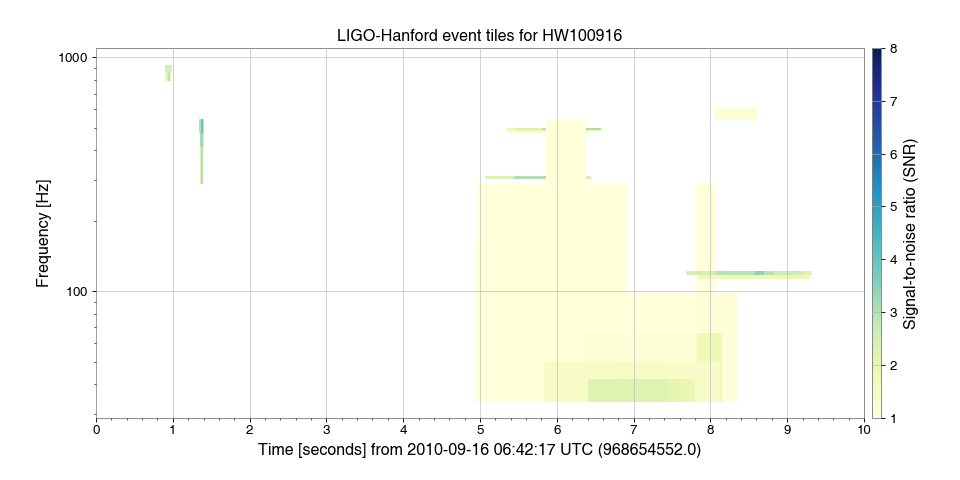 LIGO-Hanford event tiles for HW100916
1000
100
Frequency [Hz]
0 1 2 3 4 5 6 7 8 9 10
Time [seconds] from 2010-09-16 06:42:17 UTC (968654552.0)
8
7
6
5
4
3
2
1
Signal-to-noise ratio (SNR)